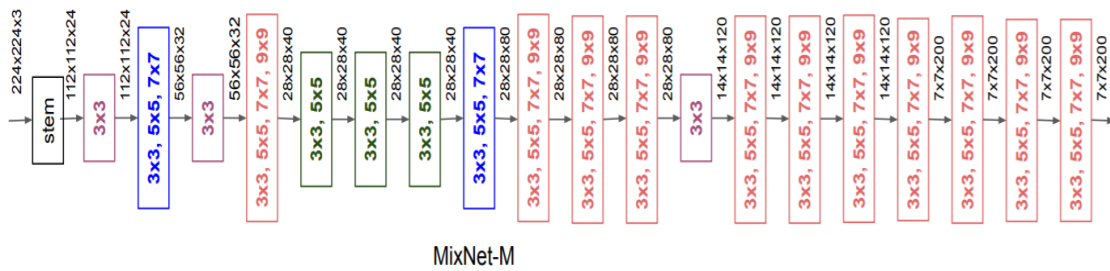 224x224x3
stem
112x112x24
3x3
112x112x24
3x3, 5x5, 7x7
56x56x32
3x3
56x56x32
3x3, 5x5, 7x7, 9x9
28x28x40
3x3, 5x5
28x28x40
3x3, 5x5
28x28x40
3x3, 5x5
28x28x40
3x3, 5x5, 7x7
28x28x80
3x3, 5x5, 7x7, 9x9
28x28x80
3x3, 5x5, 7x7, 9x9
28x28x80
3x3, 5x5, 7x7, 9x9
28x28x80
3x3
14x14x120
3x3, 5x5, 7x7, 9x9
14x14x120
3x3, 5x5, 7x7, 9x9
14x14x120
3x3, 5x5, 7x7, 9x9
14x14x120
3x3, 5x5, 7x7, 9x9
7x7x200
3x3, 5x5, 7x7, 9x9
7x7x200
3x3, 5x5, 7x7, 9x9
7x7x200
3x3, 5x5, 7x7, 9x9
7x7x200
MixNet-M